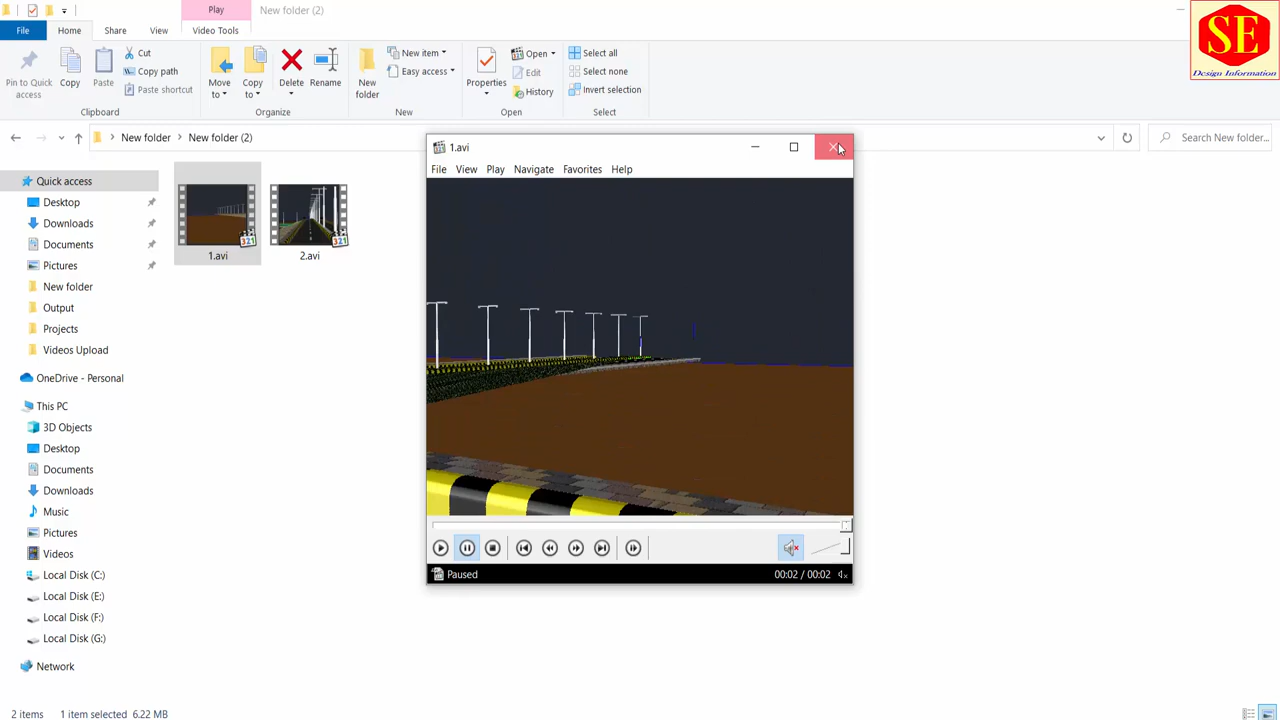 Play
New folder (2)
File
Home
Share
View
Video Tools
Pin to Quick
access
Copy
Paste
Cut
Copy path
Paste shortcut
Clipboard
Move
to
Copy
to
Delete
Rename
Organize
New
folder
New item
Easy access
New
Properties
Open
Edit
History
Open
Select all
Select none
Invert selection
Select
SE
Design Information
New folder
New folder (2)
Search New folder...
Quick access
Desktop
Downloads
Documents
Pictures
New folder
Output
Projects
Videos Upload
OneDrive - Personal
This PC
3D Objects
Desktop
Documents
Downloads
Music
Pictures
Videos
Local Disk (C:)
Local Disk (E:)
Local Disk (F:)
Local Disk (G:)
Network
321
1.avi
321
2.avi
1.avi
File View Play Navigate Favorites Help
Paused
00:02 / 00:02
2 items 1 item selected 6.22 MB